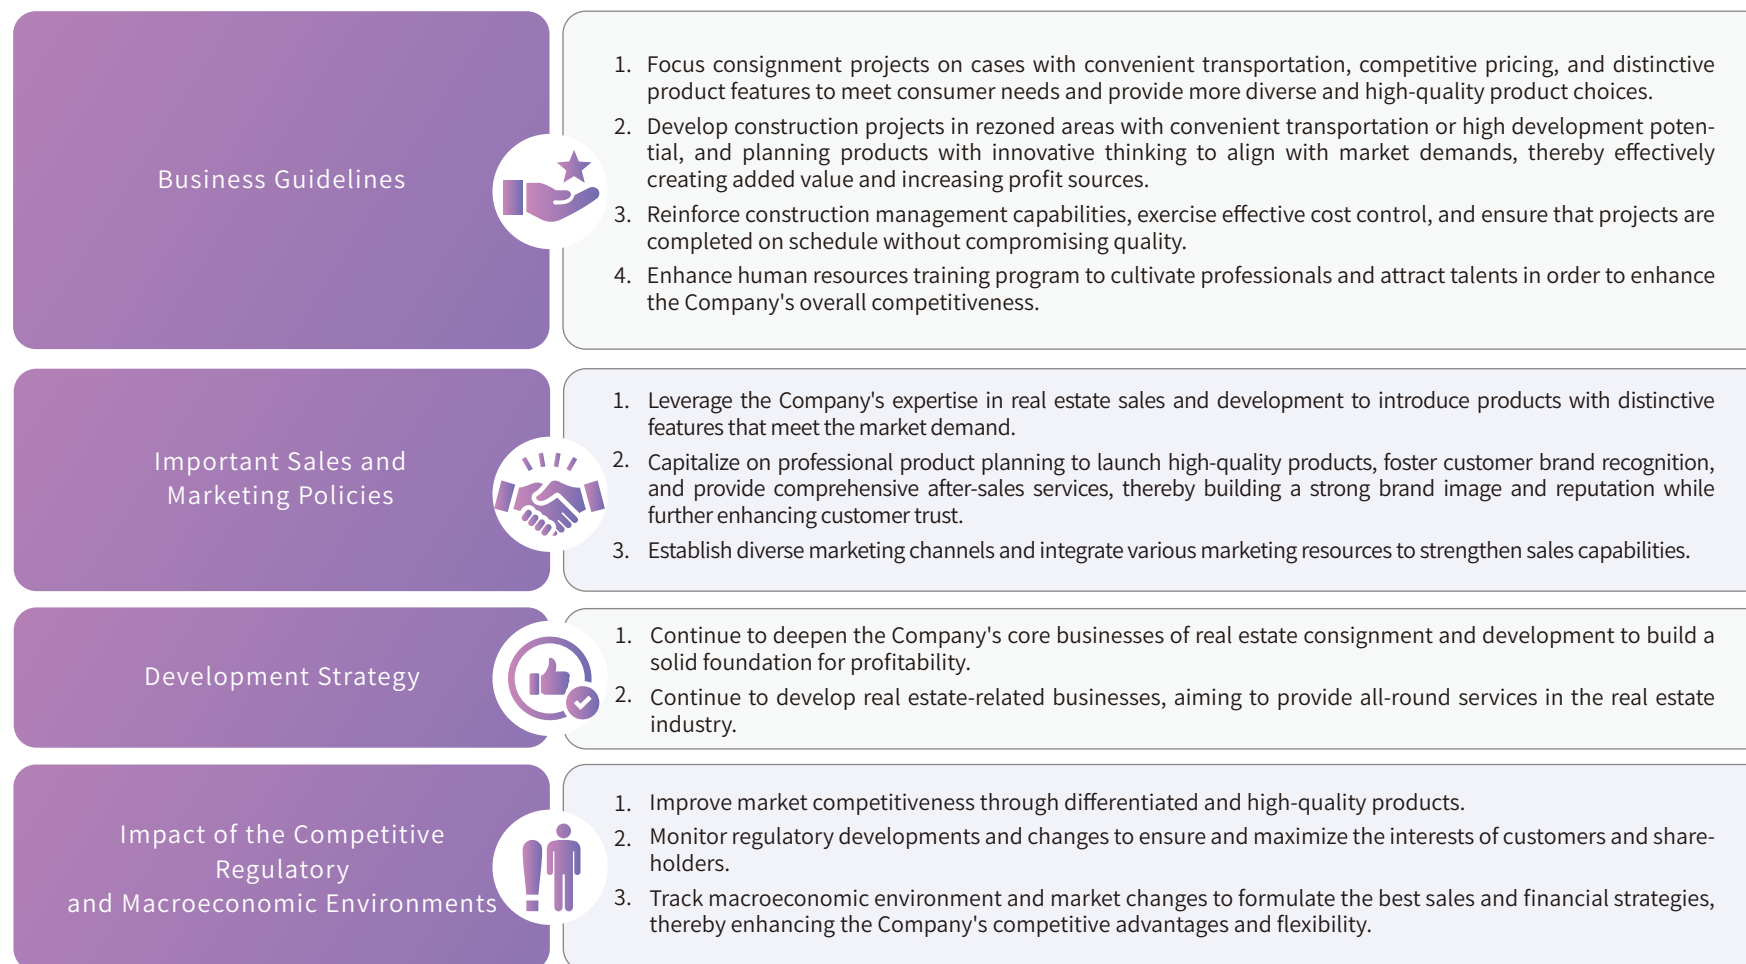 Business Guidelines
1. Focus consignment projects on cases with convenient transportation, competitive pricing, and distinctive
product features to meet consumer needs and provide more diverse and high-quality product choices.
2. Develop construction projects in rezoned areas with convenient transportation or high development poten-
tial, and planning products with innovative thinking to align with market demands, thereby effectively
creating added value and increasing profit sources.
3. Reinforce construction management capabilities, exercise effective cost control, and ensure that projects are
completed on schedule without compromising quality.
4. Enhance human resources training program to cultivate professionals and attract talents in order to enhance
the Company's overall competitiveness.
Important Sales and
Marketing Policies
1. Leverage the Company's expertise in real estate sales and development to introduce products with distinctive
features that meet the market demand.
2. Capitalize on professional product planning to launch high-quality products, foster customer brand recognition,
and provide comprehensive after-sales services, thereby building a strong brand image and reputation while
further enhancing customer trust.
3. Establish diverse marketing channels and integrate various marketing resources to strengthen sales capabilities.
Development Strategy
1. Continue to deepen the Company's core businesses of real estate consignment and development to build a
solid foundation for profitability.
2. Continue to develop real estate-related businesses, aiming to provide all-round services in the real estate
industry.
Impact of the Competitive
Regulatory
and Macroeconomic Environments
1. Improve market competitiveness through differentiated and high-quality products.
2. Monitor regulatory developments and changes to ensure and maximize the interests of customers and share-
holders.
3. Track macroeconomic environment and market changes to formulate the best sales and financial strategies,
thereby enhancing the Company's competitive advantages and flexibility.